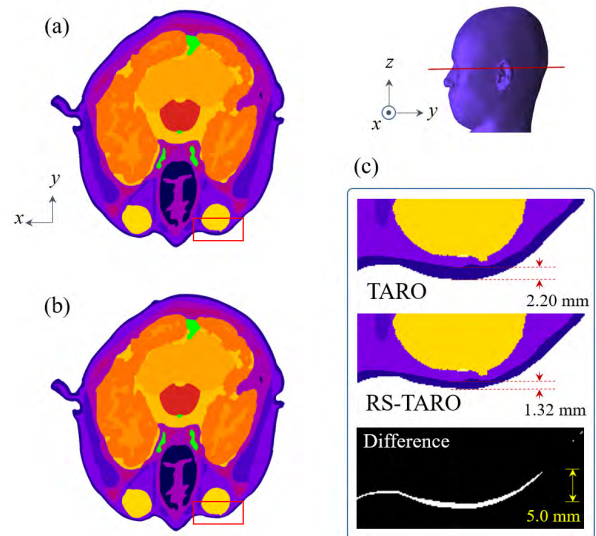 (a)
z
x
y
(c)
y
x
TARO
2.20 mm
(b)
RS-TARO
1.32 mm
Difference
5.0 mm